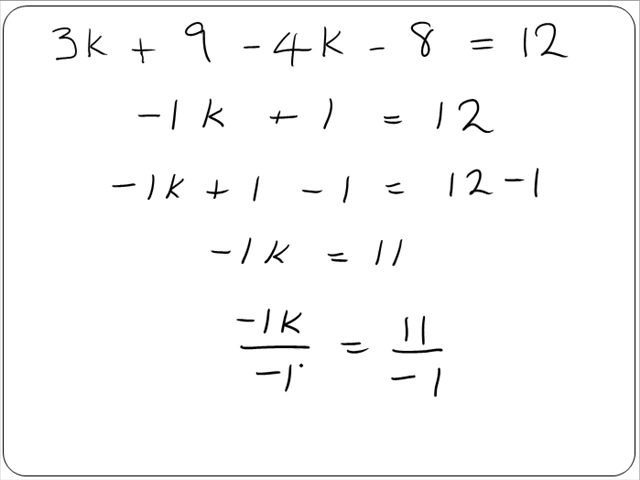 3k + 9 - 4k - 8 = 12
-1k + 1 = 12
-1k + 1 - 1 = 12 - 1
-1k = 11
-1k/-1 = 11/-1